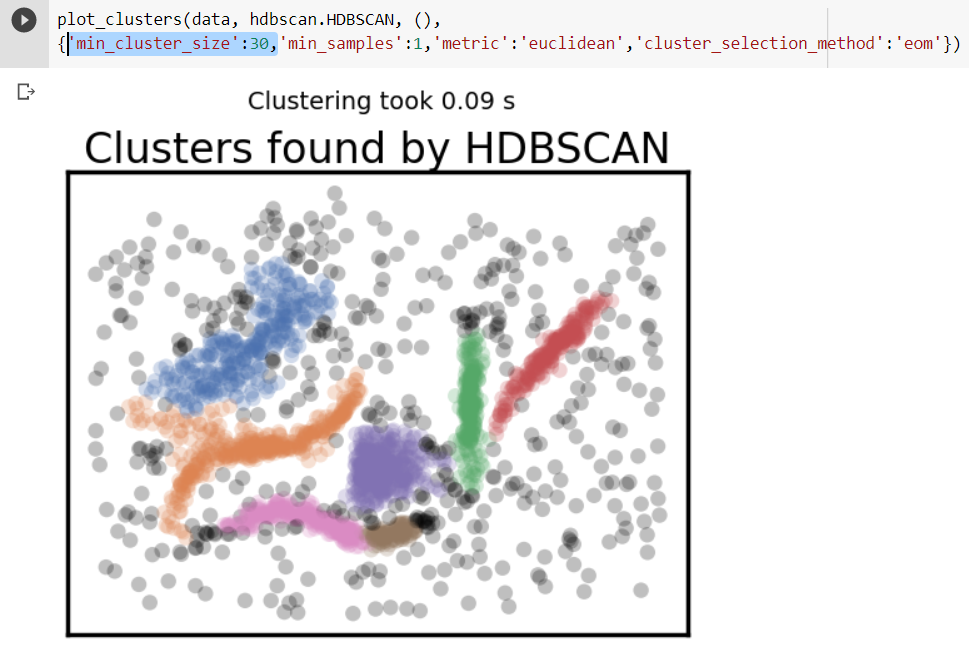 plot_clusters(data, hdbscan.HDBSCAN, (),
{'min_cluster_size':30,'min_samples':1,'metric':'euclidean','cluster_selection_method':'eom'})
Clustering took 0.09 s
Clusters found by HDBSCAN